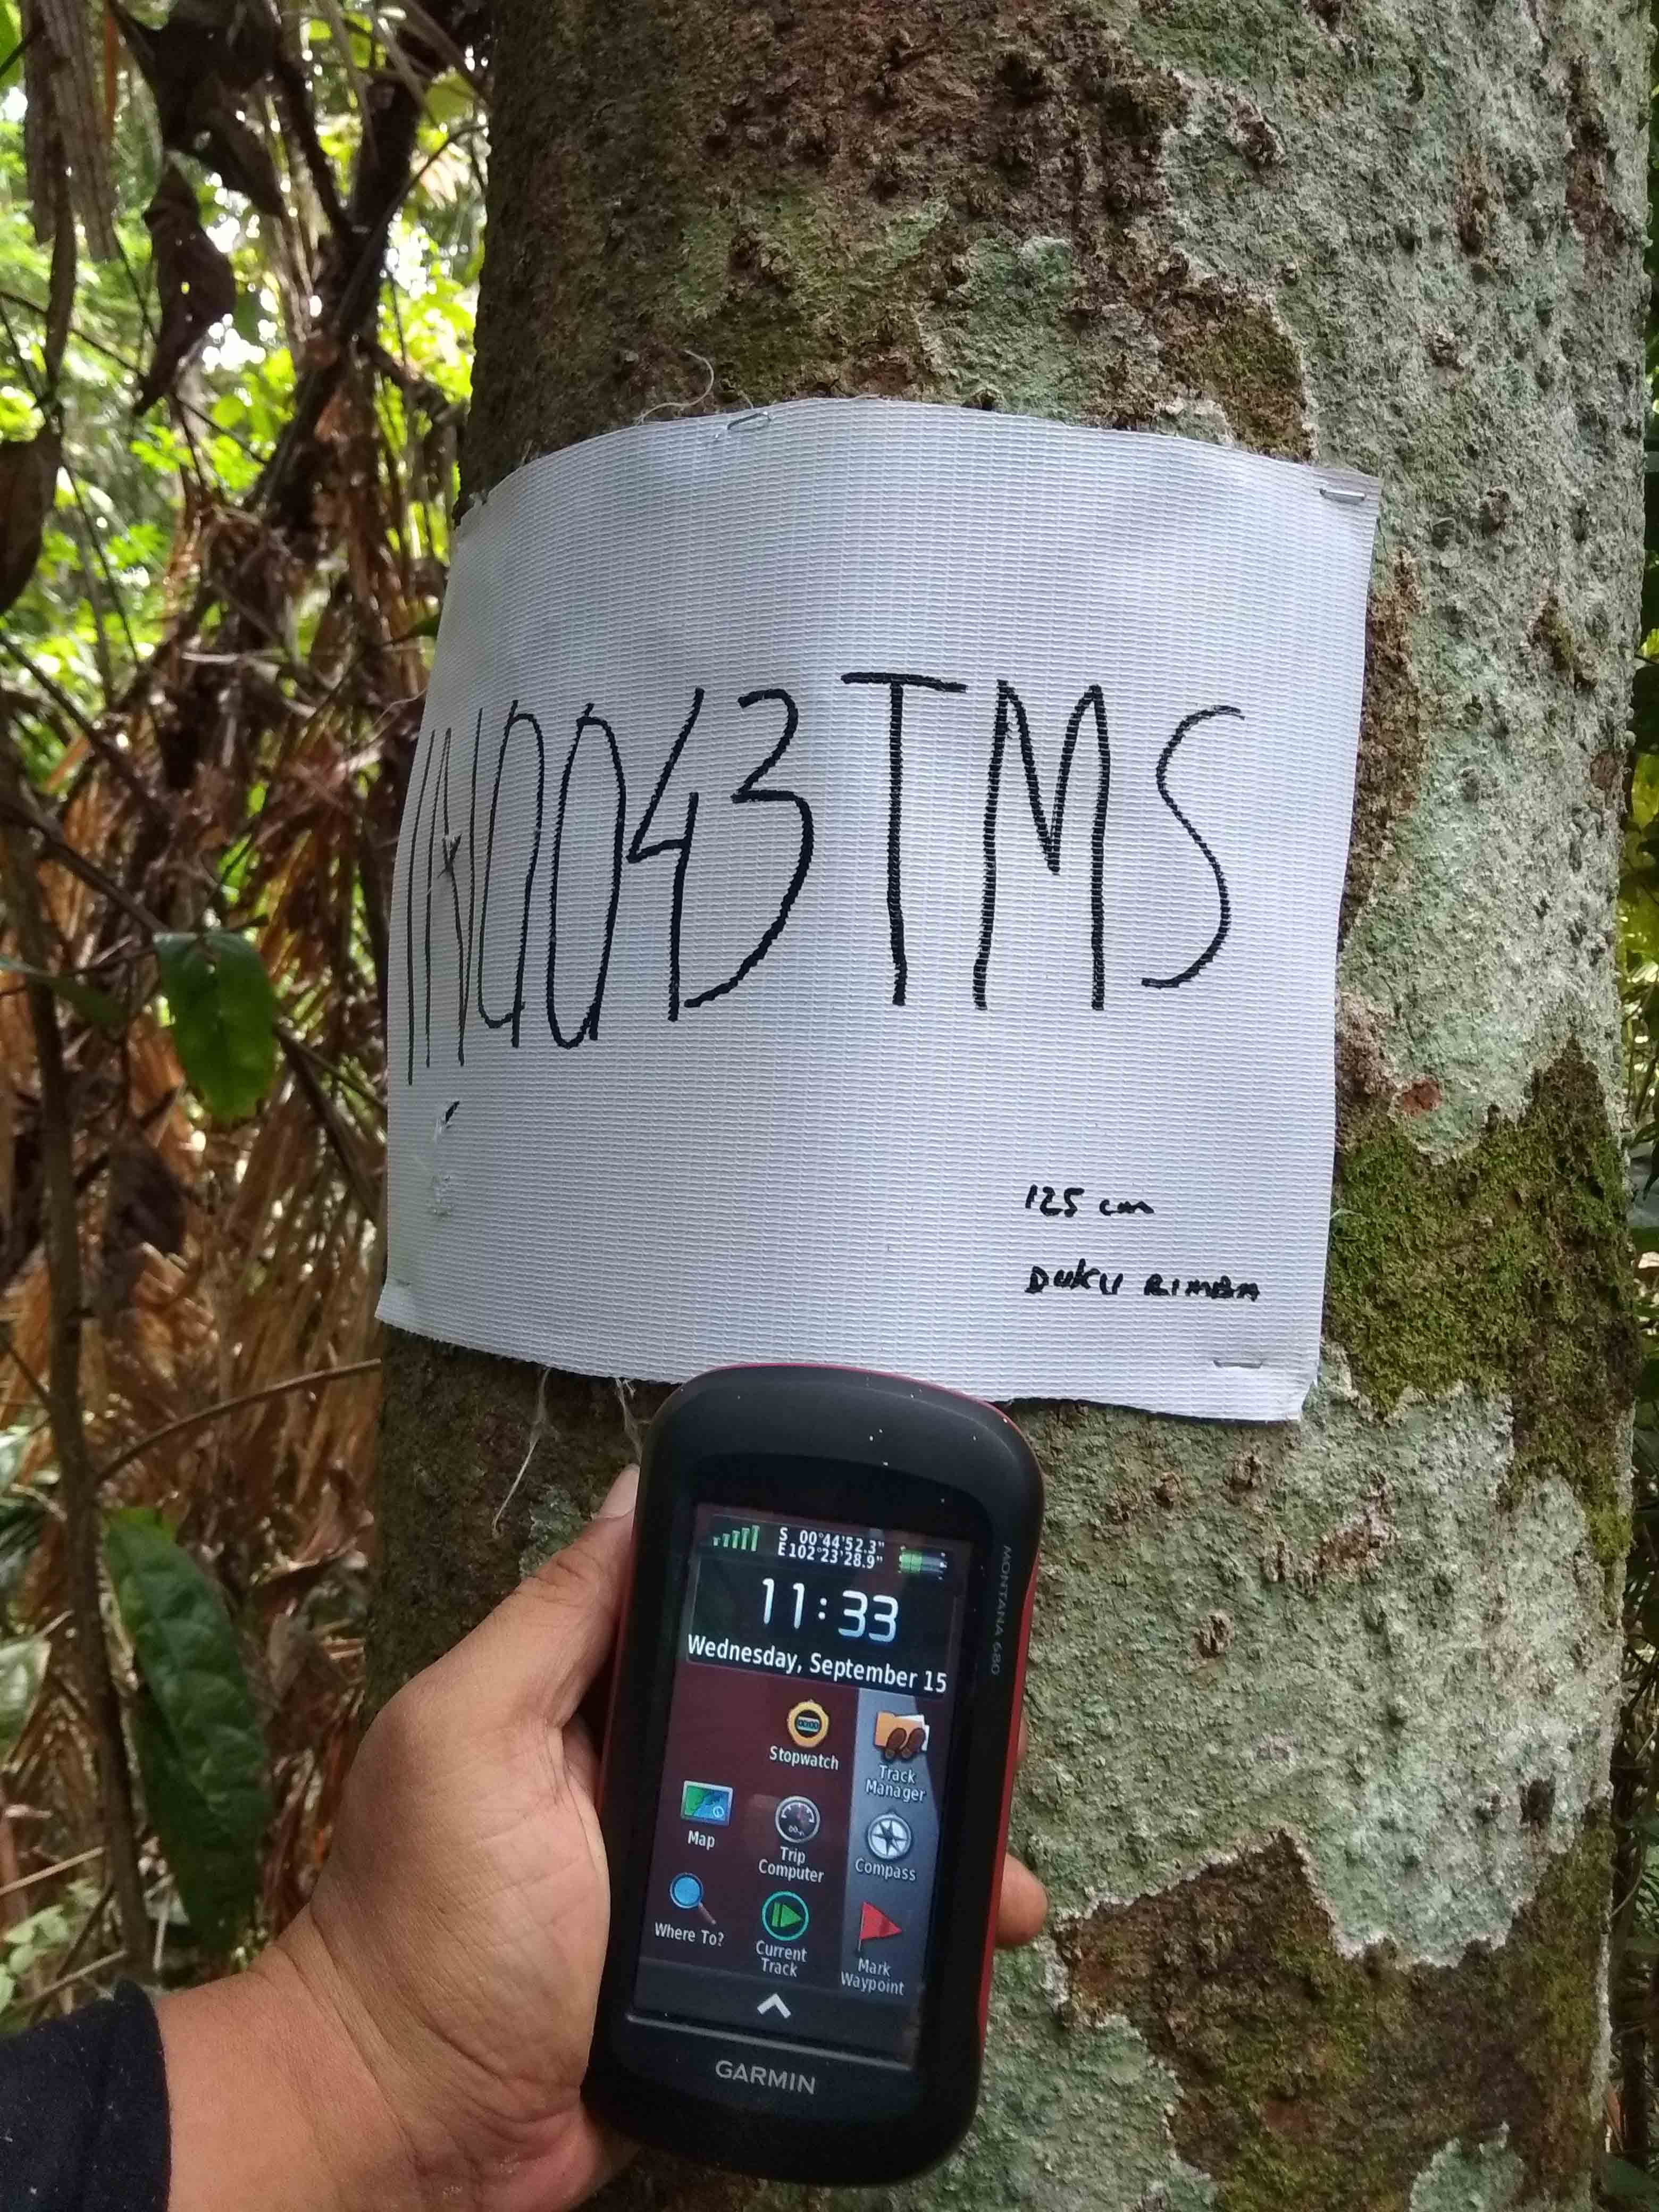 IN0043TMS
125 cm
DUKU RIMBA
S 00°44'52.3"
E102°23'28.9"
11:33
Wednesday, September 15
Stopwatch
Track
Manager
Map
Trip
Computer
Compass
Where To?
Current
Track
Mark
Waypoint
GARMIN
MONTANA 680